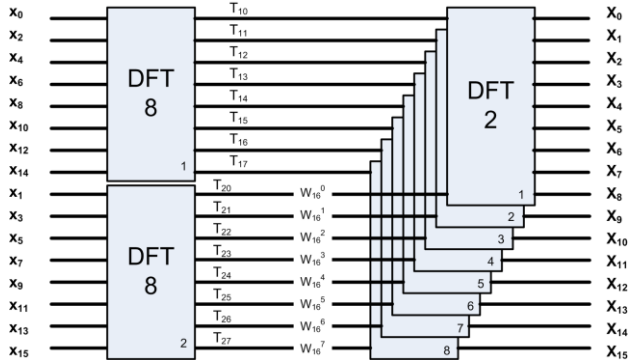 x0 T10 X0
x2 T11 X1
x4 T12 X2
x6 T13 X3
x8 T14 X4
x10 T15 X5
x12 T16 X6
x14 T17 X7
DFT 8 1
DFT 2 1
x1 T20 W16^0 X8
x3 T21 W16^1 2 X9
x5 T22 W16^2 3 X10
x7 T23 W16^3 4 X11
x9 T24 W16^4 5 X12
x11 T25 W16^5 6 X13
x13 T26 W16^6 7 X14
x15 T27 W16^7 8 X15
DFT 8 2